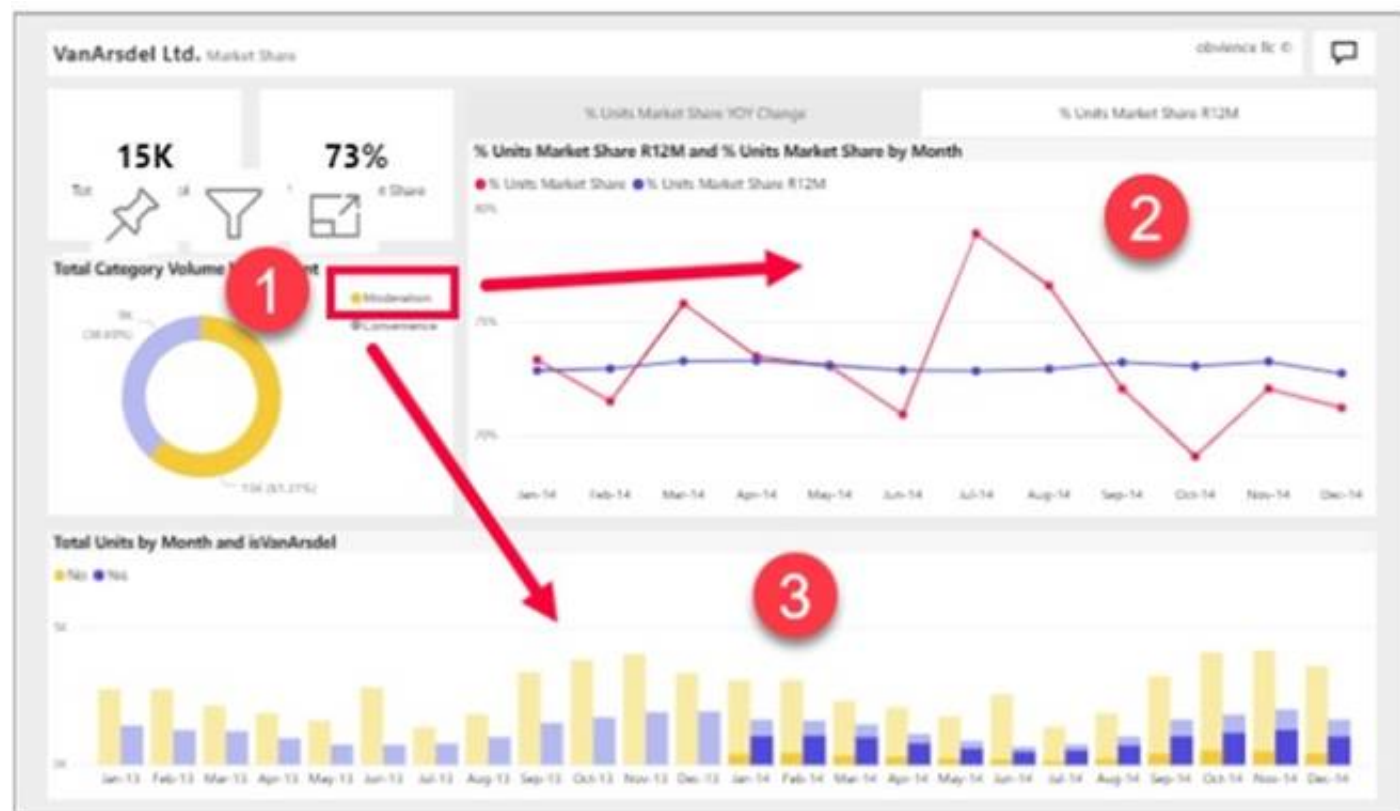 VanArsdel Ltd. Market Share
obvience llc ©
15K
73%
% Units Market Share YOY Change
% Units Market Share R12M
% Units Market Share R12M and % Units Market Share by Month
% Units Market Share
% Units Market Share R12M
80%
75%
70%
Jan-14 Feb-14 Mar-14 Apr-14 May-14 Jun-14 Jul-14 Aug-14 Sep-14 Oct-14 Nov-14 Dec-14
2
Share
Total Category Volume
1
Moderation
Convenience
Total Units by Month and isVanArsdel
No Yes
3
5K
0K
Jan-13 Feb-13 Mar-13 Apr-13 May-13 Jun-13 Jul-13 Aug-13 Sep-13 Oct-13 Nov-13 Dec-13 Jan-14 Feb-14 Mar-14 Apr-14 May-14 Jun-14 Jul-14 Aug-14 Sep-14 Oct-14 Nov-14 Dec-14